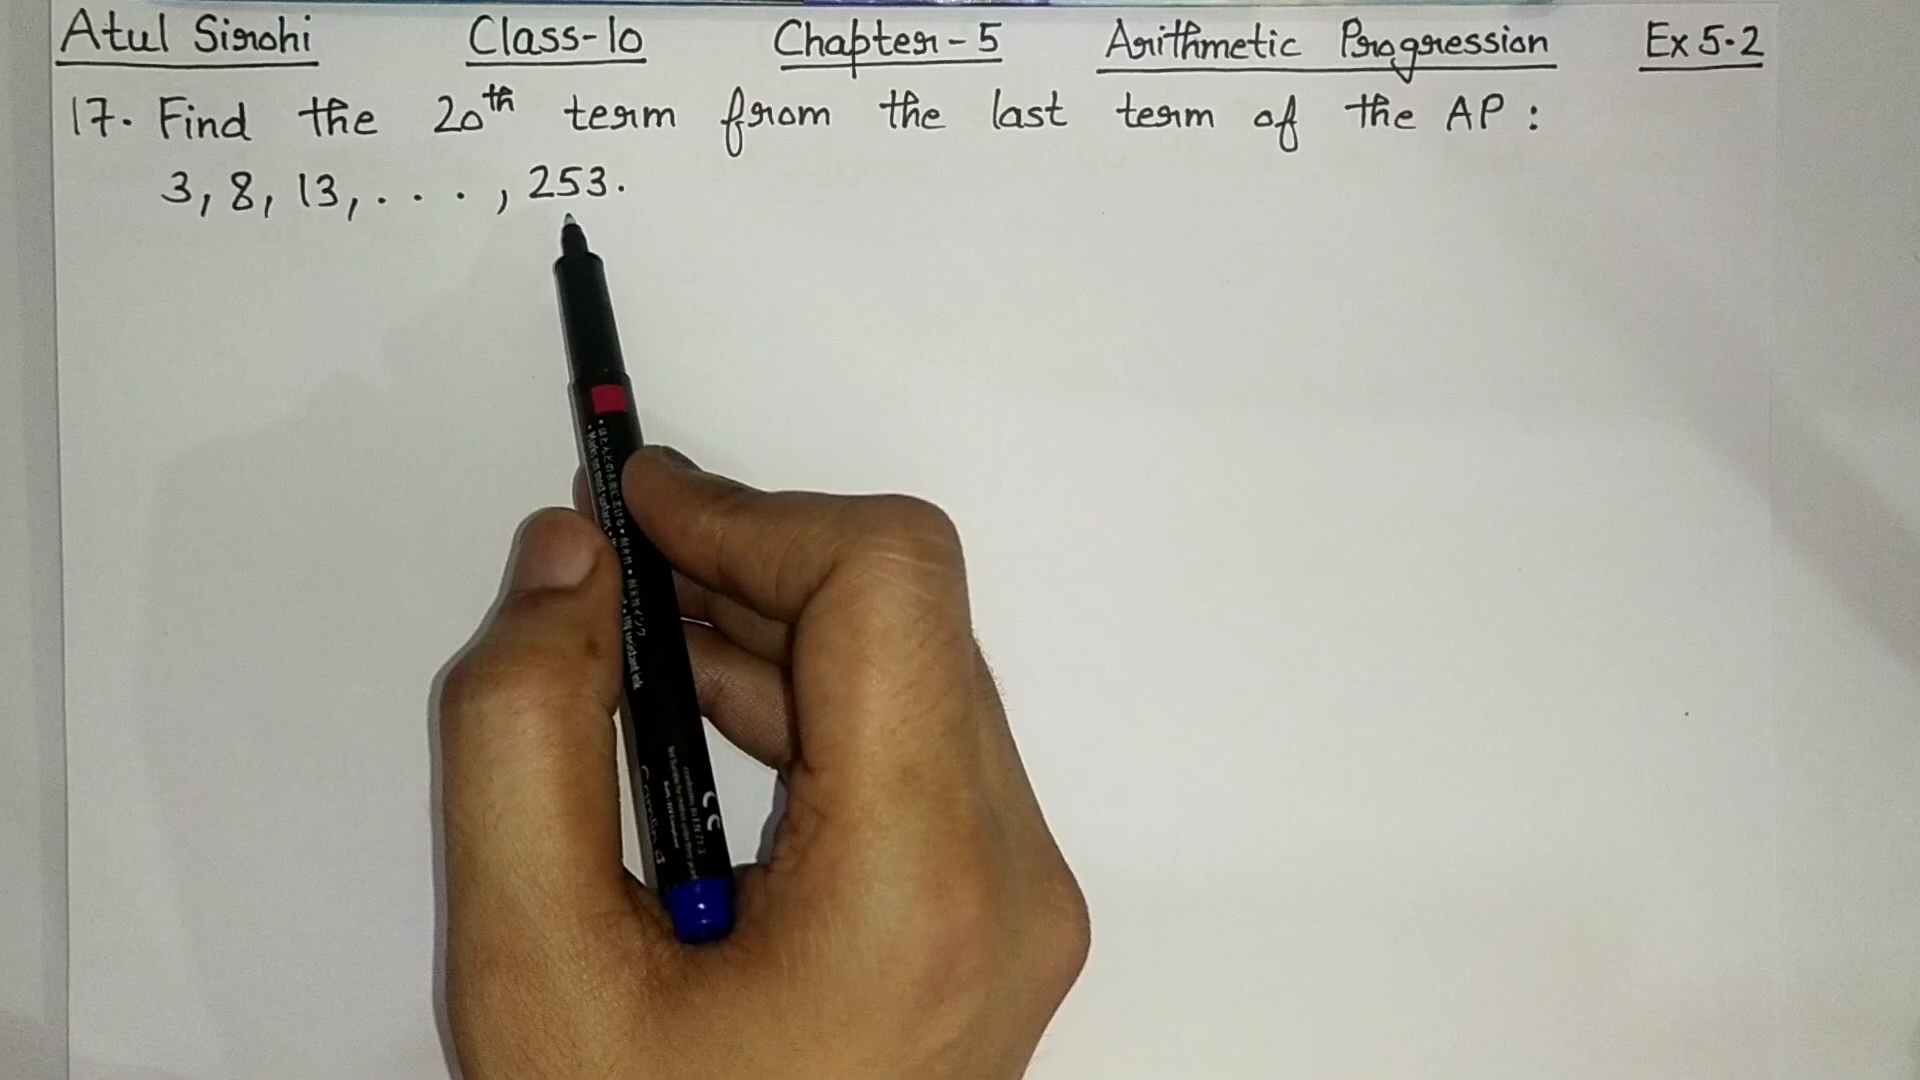 Atul Sirohi Class-10 Chapter-5 Arithmetic Progression Ex 5.2
17. Find the 20th term from the last term of the AP :
3, 8, 13, . . . , 253.